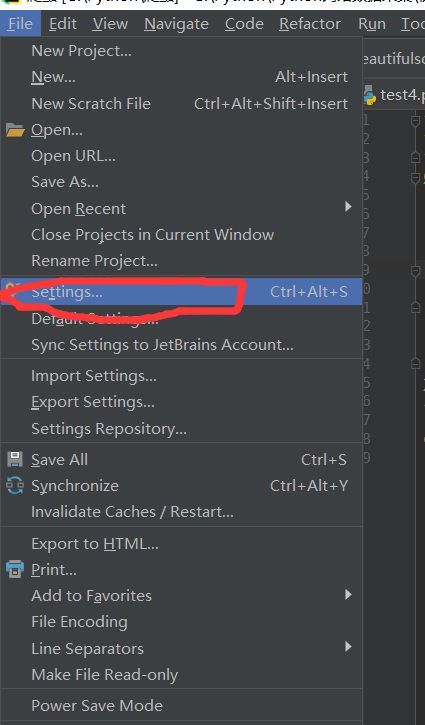 File Edit View Navigate Code Refactor Run
New Project...
New... Alt+Insert
New Scratch File Ctrl+Alt+Shift+Insert
Open...
Open URL...
Save As...
Open Recent
Close Projects in Current Window
Rename Project...
Settings... Ctrl+Alt+S
Default Settings...
Sync Settings to JetBrains Account...
Import Settings...
Export Settings...
Settings Repository...
Save All Ctrl+S
Synchronize Ctrl+Alt+Y
Invalidate Caches / Restart...
Export to HTML...
Print...
Add to Favorites
File Encoding
Line Separators
Make File Read-only
Power Save Mode
test4.p